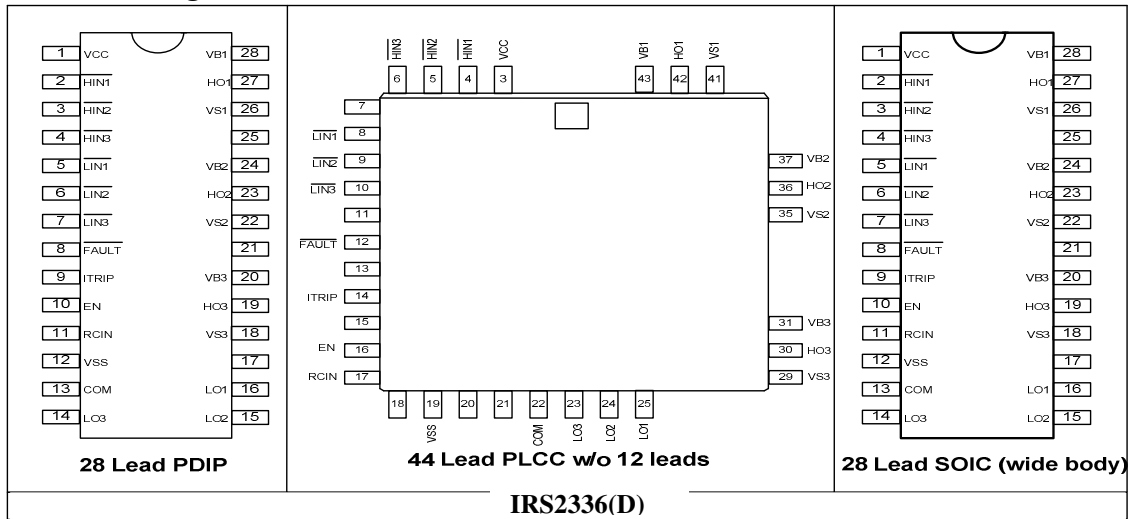 1 VCC VB1 28
2 HIN1 HO1 27
3 HIN2 VS1 26
4 HIN3 25
5 LIN1 VB2 24
6 LIN2 HO2 23
7 LIN3 VS2 22
8 FAULT 21
9 ITRIP VB3 20
10 EN HO3 19
11 RCIN VS3 18
12 VSS 17
13 COM LO1 16
14 LO3 LO2 15
28 Lead PDIP
HIN3 HIN2 HIN1 VCC VB1 HO1 VS1
6 5 4 3 43 42 41
7
LIN1 8
LIN2 9 37 VB2
LIN3 10 36 HO2
11 35 VS2
FAULT 12
13
ITRIP 14
15 31 VB3
EN 16 30 HO3
RCIN 17 29 VS3
18 19 20 21 22 23 24 25
VSS COM LO3 LO2 LO1
44 Lead PLCC w/o 12 leads
1 VCC VB1 28
2 HIN1 HO1 27
3 HIN2 VS1 26
4 HIN3 25
5 LIN1 VB2 24
6 LIN2 HO2 23
7 LIN3 VS2 22
8 FAULT 21
9 ITRIP VB3 20
10 EN HO3 19
11 RCIN VS3 18
12 VSS 17
13 COM LO1 16
14 LO3 LO2 15
28 Lead SOIC (wide body)
IRS2336(D)